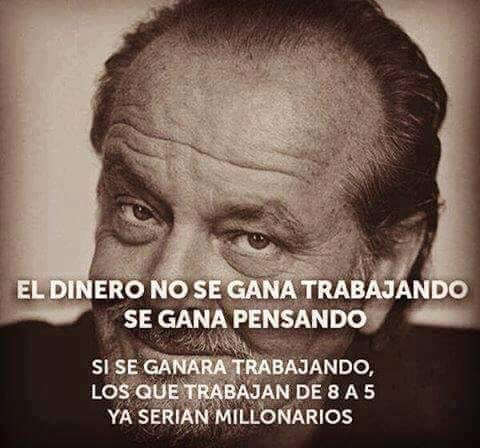 EL DINERO NO SE GANA TRABAJANDO
SE GANA PENSANDO
SI SE GANARA TRABAJANDO,
LOS QUE TRABAJAN DE 8 A 5
YA SERIAN MILLONARIOS